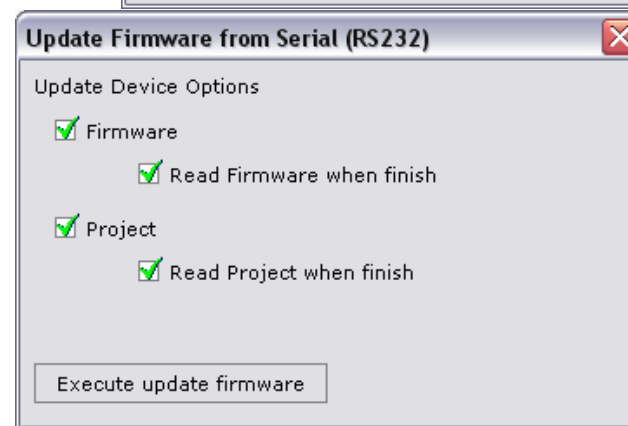 Update Firmware from Serial (RS232)
Update Device Options
Firmware
Read Firmware when finish
Project
Read Project when finish
Execute update firmware